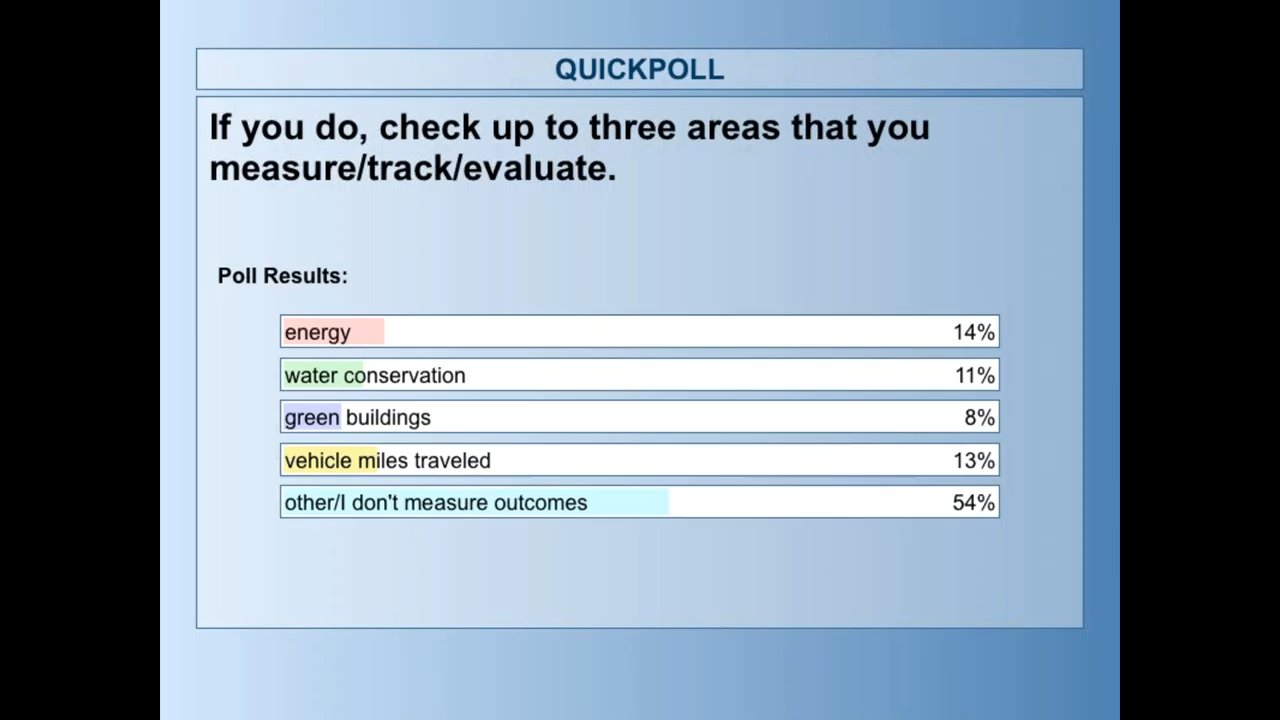 QUICKPOLL
If you do, check up to three areas that you
measure/track/evaluate.
Poll Results:
energy 14%
water conservation 11%
green buildings 8%
vehicle miles traveled 13%
other/I don't measure outcomes 54%